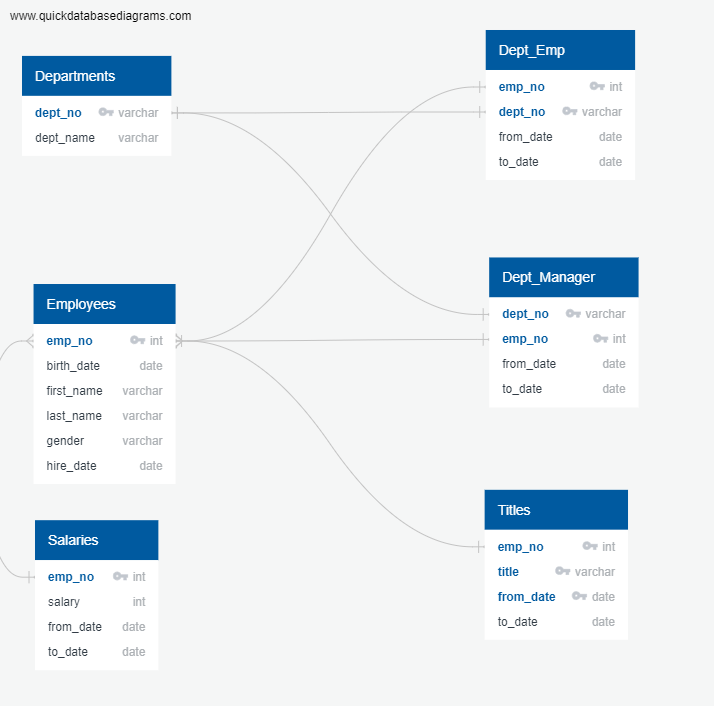 www.quickdatabasediagrams.com
Departments
dept_no varchar
dept_name varchar
Dept_Emp
emp_no int
dept_no varchar
from_date date
to_date date
Employees
emp_no int
birth_date date
first_name varchar
last_name varchar
gender varchar
hire_date date
Dept_Manager
dept_no varchar
emp_no int
from_date date
to_date date
Salaries
emp_no int
salary int
from_date date
to_date date
Titles
emp_no int
title varchar
from_date date
to_date date